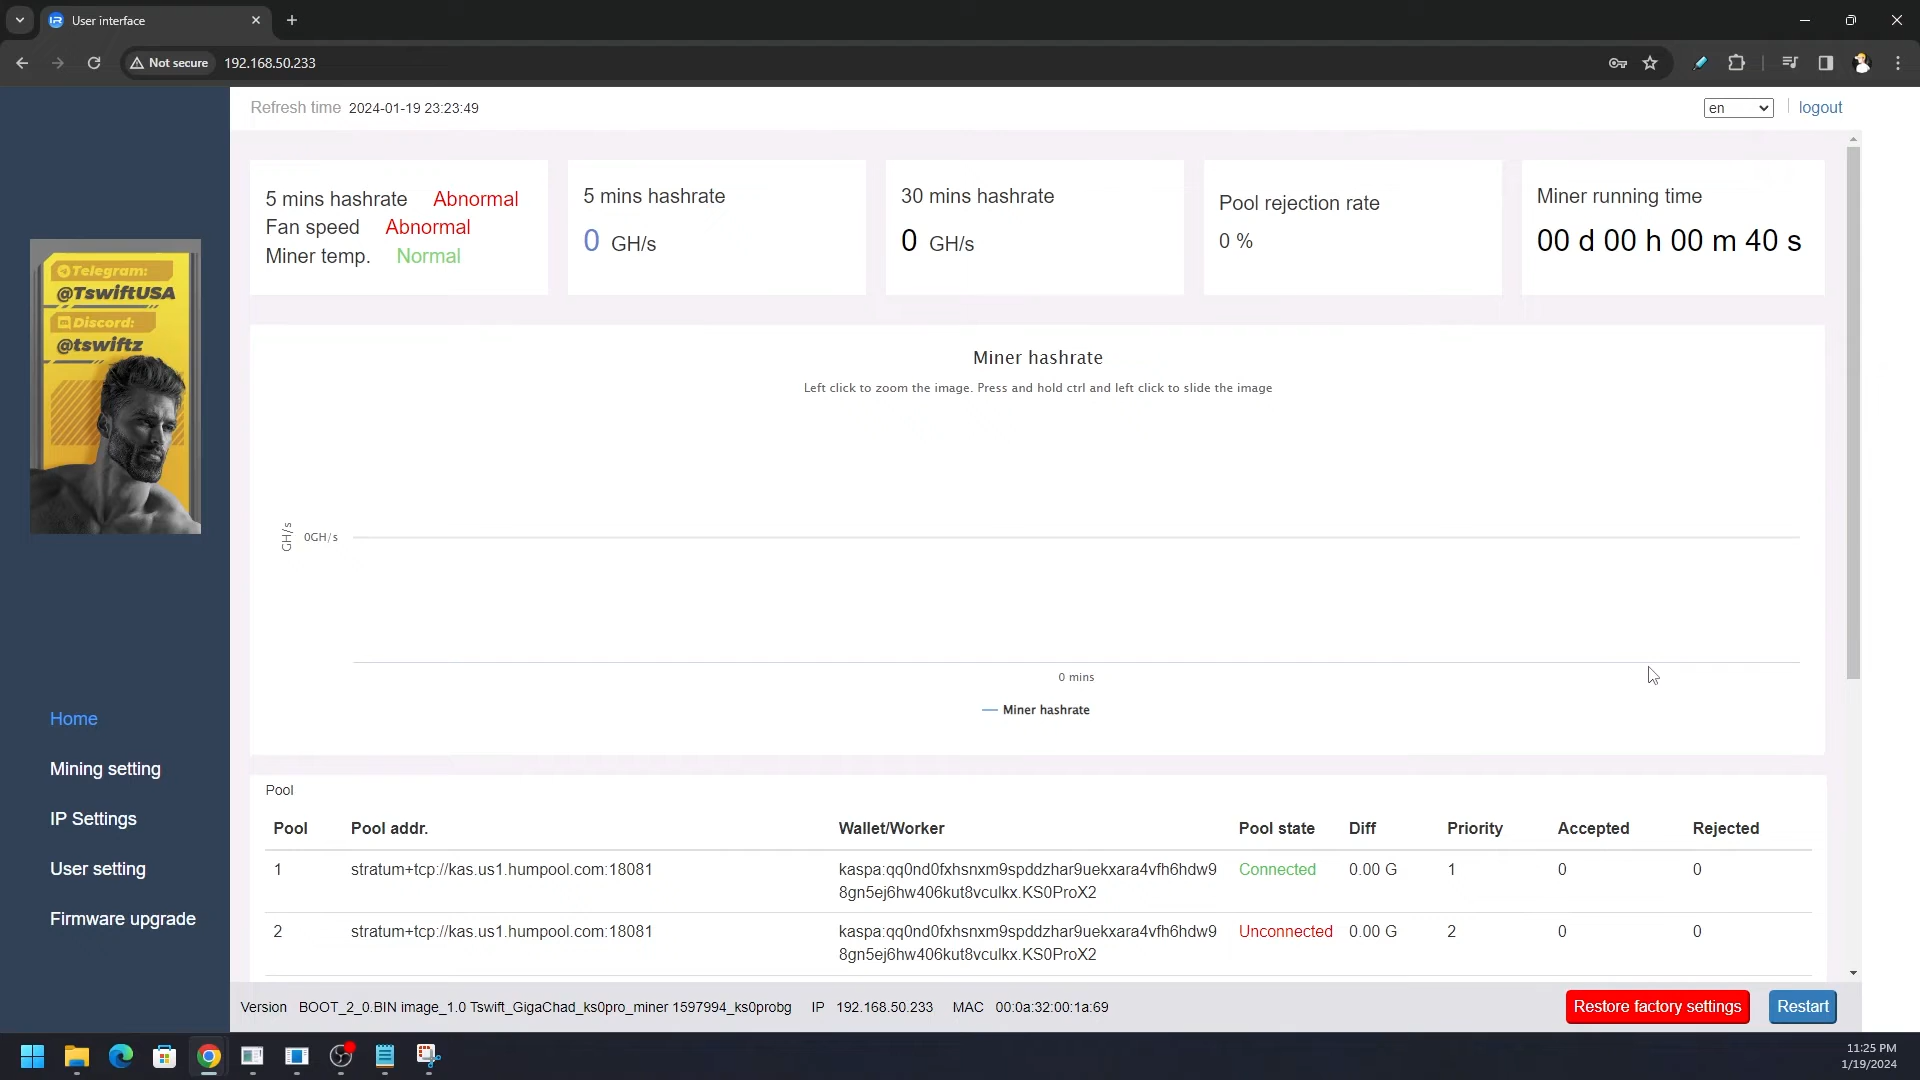 User interface
Not secure 192.168.50.233
Refresh time 2024-01-19 23:23:49
en
logout
5 mins hashrate Abnormal
Fan speed Abnormal
Miner temp. Normal
5 mins hashrate
0 GH/s
30 mins hashrate
0 GH/s
Pool rejection rate
0 %
Miner running time
00 d 00 h 00 m 40 s
Telegram:
@TswiftUSA
Discord:
@tswiftz
Miner hashrate
Left click to zoom the image. Press and hold ctrl and left click to slide the image
GH/s
0GH/s
0 mins
Miner hashrate
Home
Mining setting
IP Settings
User setting
Firmware upgrade
Pool
Pool Pool addr. Wallet/Worker Pool state Diff Priority Accepted Rejected
1 stratum+tcp://kas.us1.humpool.com:18081 kaspa:qq0nd0fxhsnxm9spddzhar9uekxara4vfh6hdw9 Connected 0.00 G 1 0 0
8gn5ej6hw406kut8vculkx.KS0ProX2
2 stratum+tcp://kas.us1.humpool.com:18081 kaspa:qq0nd0fxhsnxm9spddzhar9uekxara4vfh6hdw9 Unconnected 0.00 G 2 0 0
8gn5ej6hw406kut8vculkx.KS0ProX2
Version BOOT_2_0.BIN image_1.0 Tswift_GigaChad_ks0pro_miner 1597994_ks0probg IP 192.168.50.233 MAC 00:0a:32:00:1a:69
Restore factory settings
Restart
11:25 PM
1/19/2024